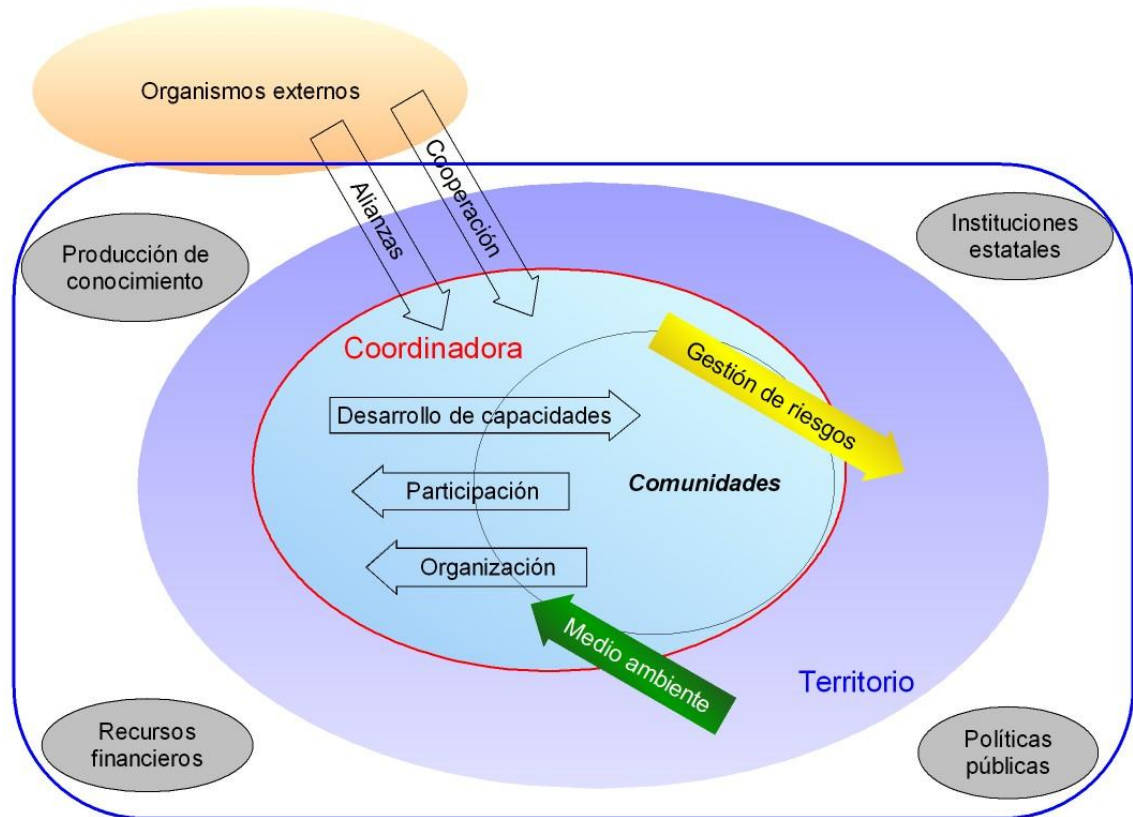 Organismos externos
Cooperación
Alianzas
Instituciones
estatales
Producción de
conocimiento
Coordinadora
Gestión de riesgos
Desarrollo de capacidades
Participación
Comunidades
Organización
Medio ambiente
Territorio
Recursos
financieros
Políticas
públicas